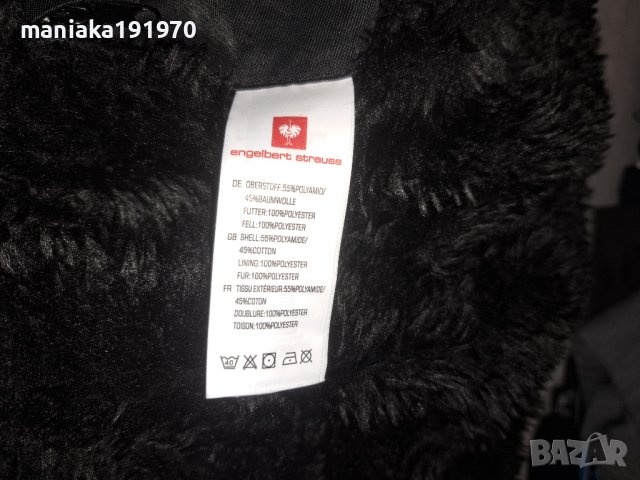 maniaka191970
engelbert strauss
DE OBERSTOFF:55%POLYAMID/
45%BAUMWOLLE
FUTTER:100%POLYESTER
FELL:100%POLYESTER
GB SHELL:55%POLYAMIDE/
45%COTTON
LINING:100%POLYESTER
FUR:100%POLYESTER
FR TISSU EXTÉRIEUR:55%POLYAMIDE/
45%COTON
DOUBLURE:100%POLYESTER
TOISON:100%POLYESTER
40
BAZAR